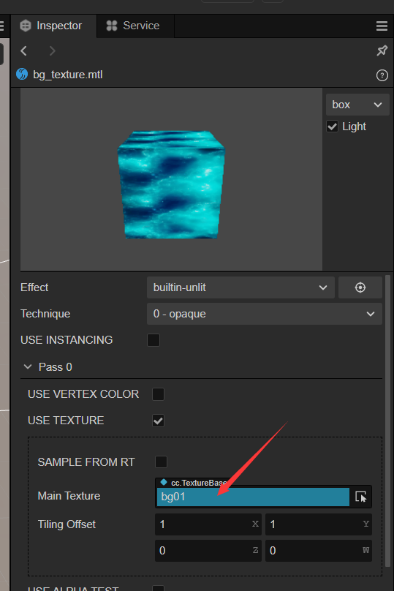 Inspector Service
bg_texture.mtl
box
Light
Effect builtin-unlit
Technique 0 - opaque
USE INSTANCING
Pass 0
USE VERTEX COLOR
USE TEXTURE
SAMPLE FROM RT
cc.TextureBase
Main Texture bg01
Tiling Offset 1 X 1 Y
0 Z 0 W
USE ALPHA TEST